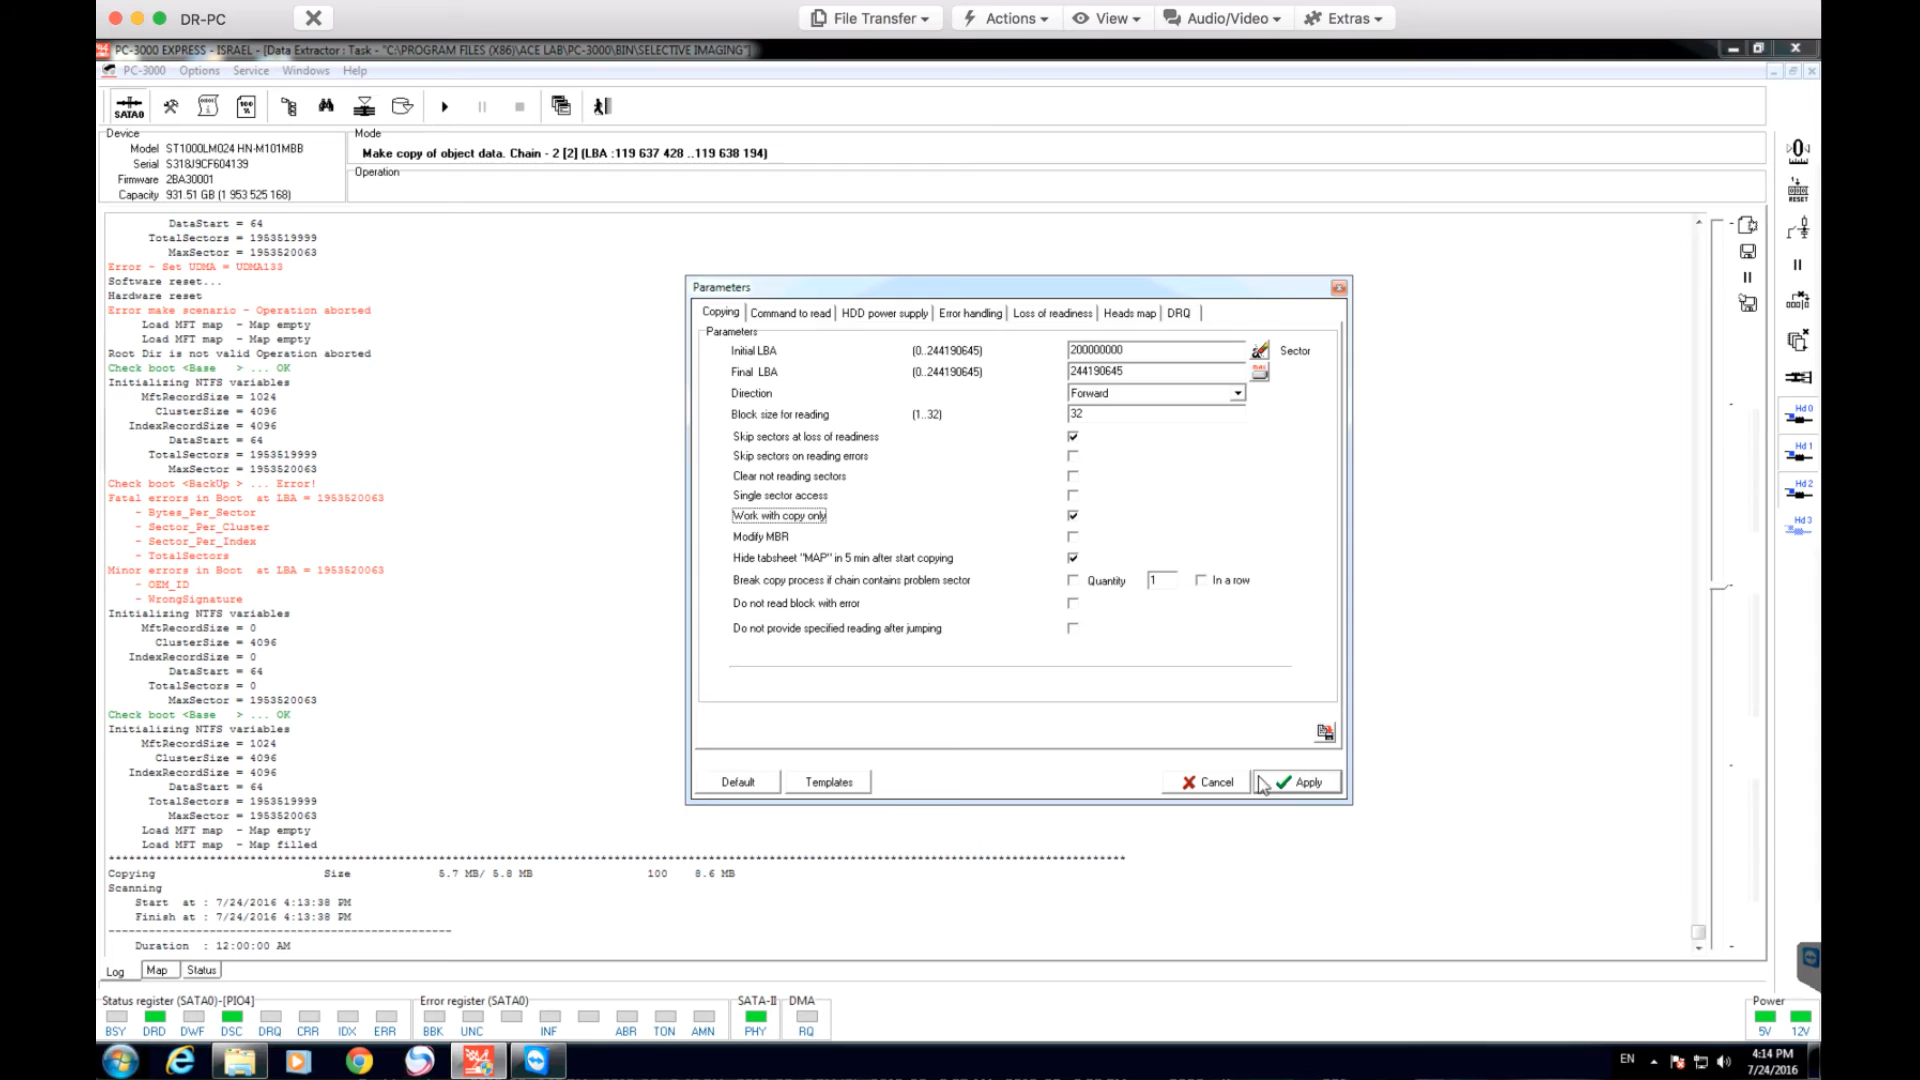 DR-PC
File Transfer
Actions
View
Audio/Video
Extras
PC-3000 EXPRESS - ISRAEL - [Data Extractor : Task - "C:\PROGRAM FILES (X86)\ACE LAB\PC-3000\BIN\SELECTIVE IMAGING"]
PC-3000 Options Service Windows Help
SATA0
Device
Model ST1000LM024 HN-M101MBB
Serial S318J9CF604139
Firmware 2BA30001
Capacity 931.51 GB (1 953 525 168)
Mode
Make copy of object data. Chain - 2 [2] (LBA :119 637 428 ..119 638 194)
Operation
DataStart = 64
TotalSectors = 1953519999
MaxSector = 1953520063
Error - Set UDMA = UDMA133
Software reset...
Hardware reset
Error make scenario - Operation aborted
Load MFT map - Map empty
Load MFT map - Map empty
Root Dir is not valid Operation aborted
Check boot <Base > ... OK
Initializing NTFS variables
MftRecordSize = 1024
ClusterSize = 4096
IndexRecordSize = 4096
DataStart = 64
TotalSectors = 1953519999
MaxSector = 1953520063
Check boot <BackUp > ... Error!
Fatal errors in Boot at LBA = 1953520063
- Bytes_Per_Sector
- Sector_Per_Cluster
- Sector_Per_Index
- TotalSectors
Minor errors in Boot at LBA = 1953520063
- OEM_ID
- WrongSignature
Initializing NTFS variables
MftRecordSize = 0
ClusterSize = 4096
IndexRecordSize = 0
DataStart = 64
TotalSectors = 0
MaxSector = 1953520063
Check boot <Base > ... OK
Initializing NTFS variables
MftRecordSize = 1024
ClusterSize = 4096
IndexRecordSize = 4096
DataStart = 64
TotalSectors = 1953519999
MaxSector = 1953520063
Load MFT map - Map empty
Load MFT map - Map filled
Copying Size 5.7 MB/ 5.8 MB 100 8.6 MB
Scanning
Start at : 7/24/2016 4:13:38 PM
Finish at : 7/24/2016 4:13:38 PM
Duration : 12:00:00 AM
Log Map Status
Parameters
Copying Command to read HDD power supply Error handling Loss of readiness Heads map DRQ
Parameters
Initial LBA (0..244190645) 200000000 Sector
Final LBA (0..244190645) 244190645
Direction Forward
Block size for reading (1..32) 32
Skip sectors at loss of readiness
Skip sectors on reading errors
Clear not reading sectors
Single sector access
Work with copy only
Modify MBR
Hide tabsheet "MAP" in 5 min after start copying
Break copy process if chain contains problem sector Quantity 1 In a row
Do not read block with error
Do not provide specified reading after jumping
Default Templates Cancel Apply
RESET
Hd 0
Hd 1
Hd 2
Hd 3
Status register (SATA0)-[PIO4]
BSY DRD DWF DSC DRQ CRR IDX ERR
Error register (SATA0)
BBK UNC INF ABR TON AMN
SATA-II
PHY
DMA
RQ
Power
5V 12V
EN
4:14 PM
7/24/2016